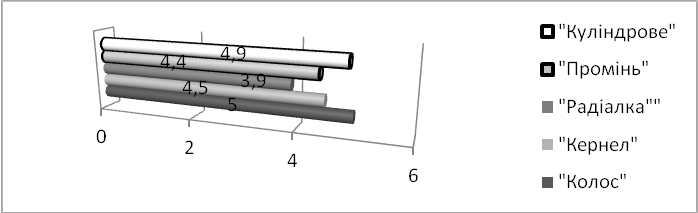 4,9
4,4
3,9
4,5
5
0
2
4
6
"Куліндрове"
"Промінь"
"Радіалка""
"Кернел"
"Колос"